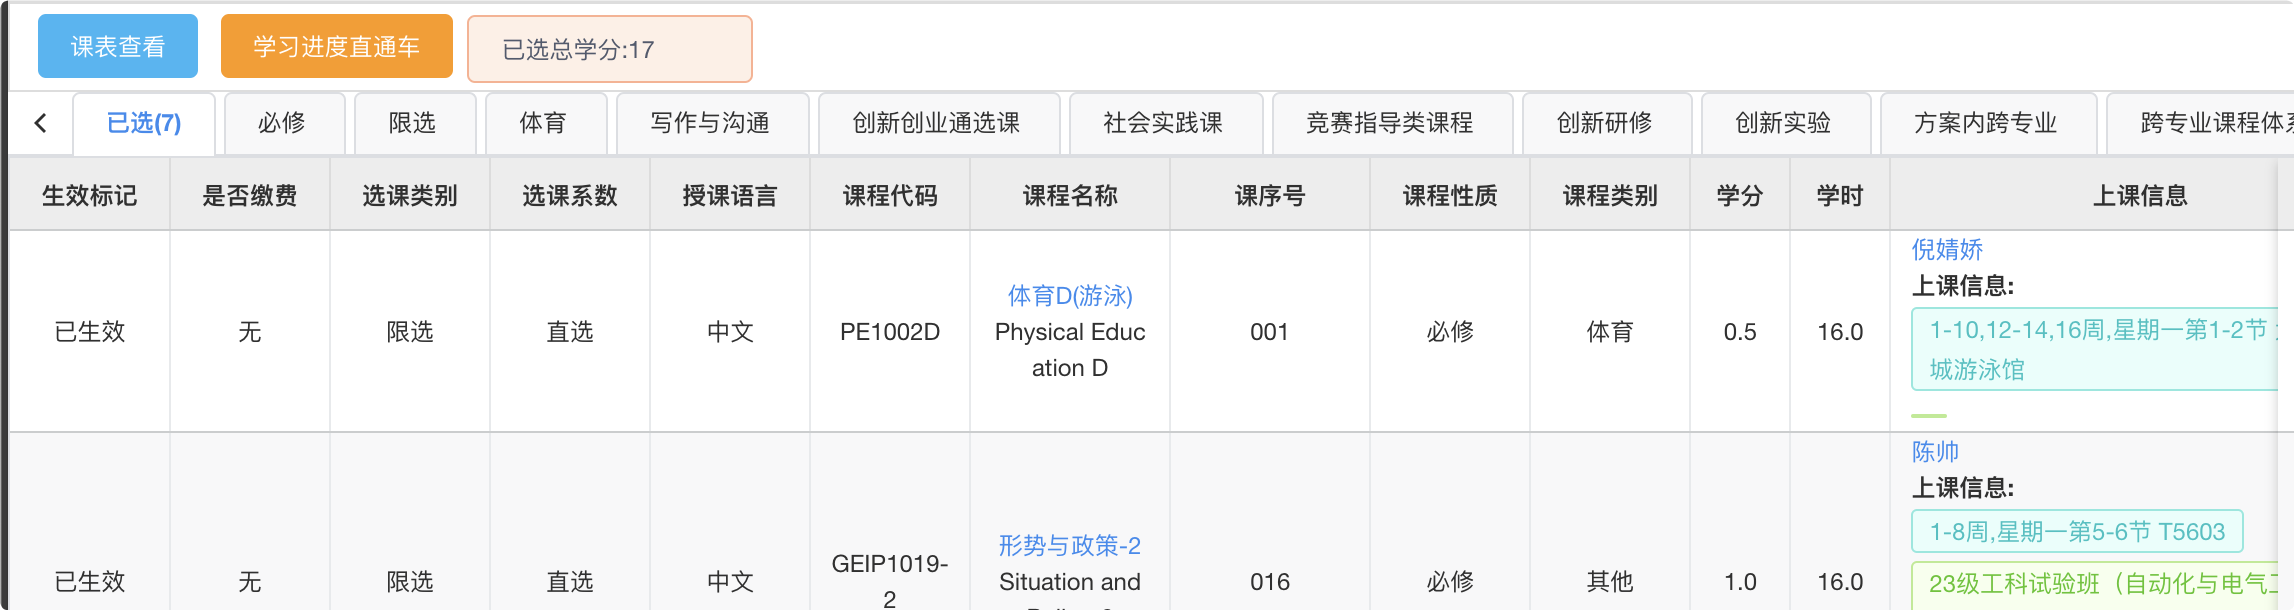 课表查看
学习进度直通车
已选总学分:17
已选(7)
必修
限选
体育
写作与沟通
创新创业通选课
社会实践课
竞赛指导类课程
创新研修
创新实验
方案内跨专业
跨专业课程体
生效标记
是否缴费
选课类别
选课系数
授课语言
课程代码
课程名称
课序号
课程性质
课程类别
学分
学时
上课信息
已生效
无
限选
直选
中文
PE1002D
体育D(游泳)
Physical Educ
ation D
001
必修
体育
0.5
16.0
倪婧娇
上课信息:
1-10,12-14,16周,星期一第1-2节
城游泳馆
已生效
无
限选
直选
中文
GEIP1019-
2
形势与政策-2
Situation and
016
必修
其他
1.0
16.0
陈帅
上课信息:
1-8周,星期一第5-6节 T5603
23级工科试验班（自动化与电气